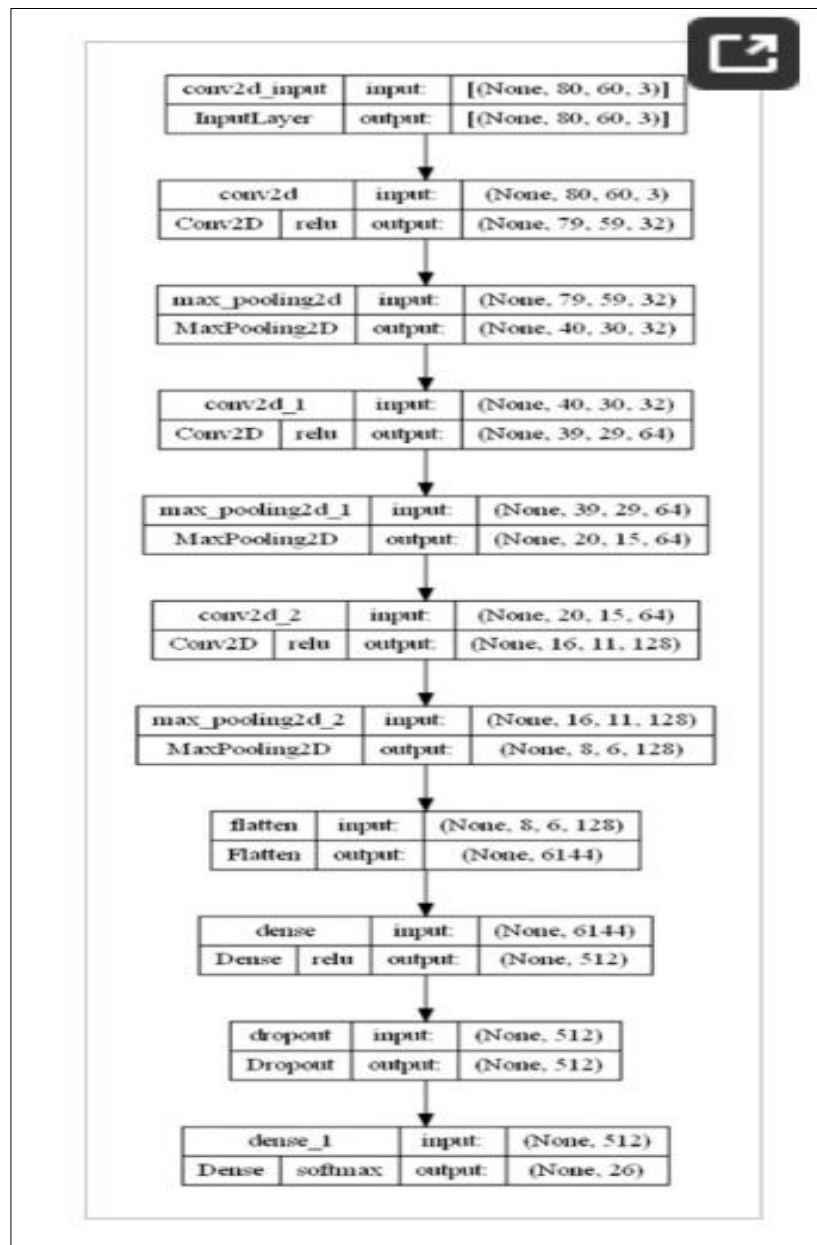 conv2d_input input: [(None, 80, 60, 3)]
InputLayer output: [(None, 80, 60, 3)]
conv2d input: (None, 80, 60, 3)
Conv2D relu output: (None, 79, 59, 32)
max_pooling2d input: (None, 79, 59, 32)
MaxPooling2D output: (None, 40, 30, 32)
conv2d_1 input: (None, 40, 30, 32)
Conv2D relu output: (None, 39, 29, 64)
max_pooling2d_1 input: (None, 39, 29, 64)
MaxPooling2D output: (None, 20, 15, 64)
conv2d_2 input: (None, 20, 15, 64)
Conv2D relu output: (None, 16, 11, 128)
max_pooling2d_2 input: (None, 16, 11, 128)
MaxPooling2D output: (None, 8, 6, 128)
flatten input: (None, 8, 6, 128)
Flatten output: (None, 6144)
dense input: (None, 6144)
Dense relu output: (None, 512)
dropout input: (None, 512)
Dropout output: (None, 512)
dense_1 input: (None, 512)
Dense softmax output: (None, 26)